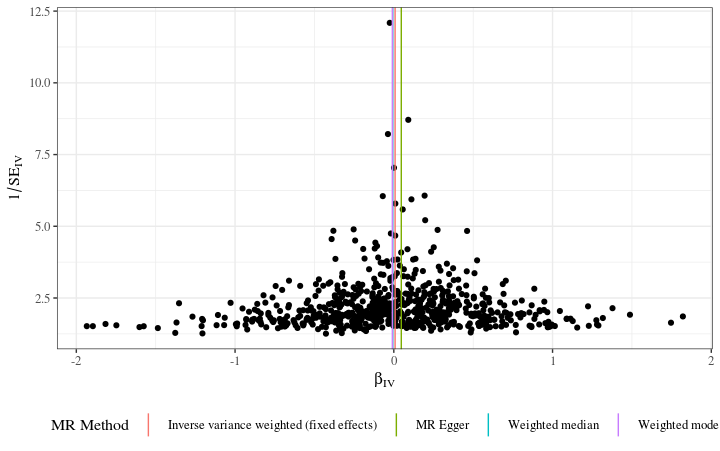 12.5
10.0
7.5
5.0
2.5
1/SE_IV
-2 -1 0 1 2
β_IV
MR Method Inverse variance weighted (fixed effects) MR Egger Weighted median Weighted mode